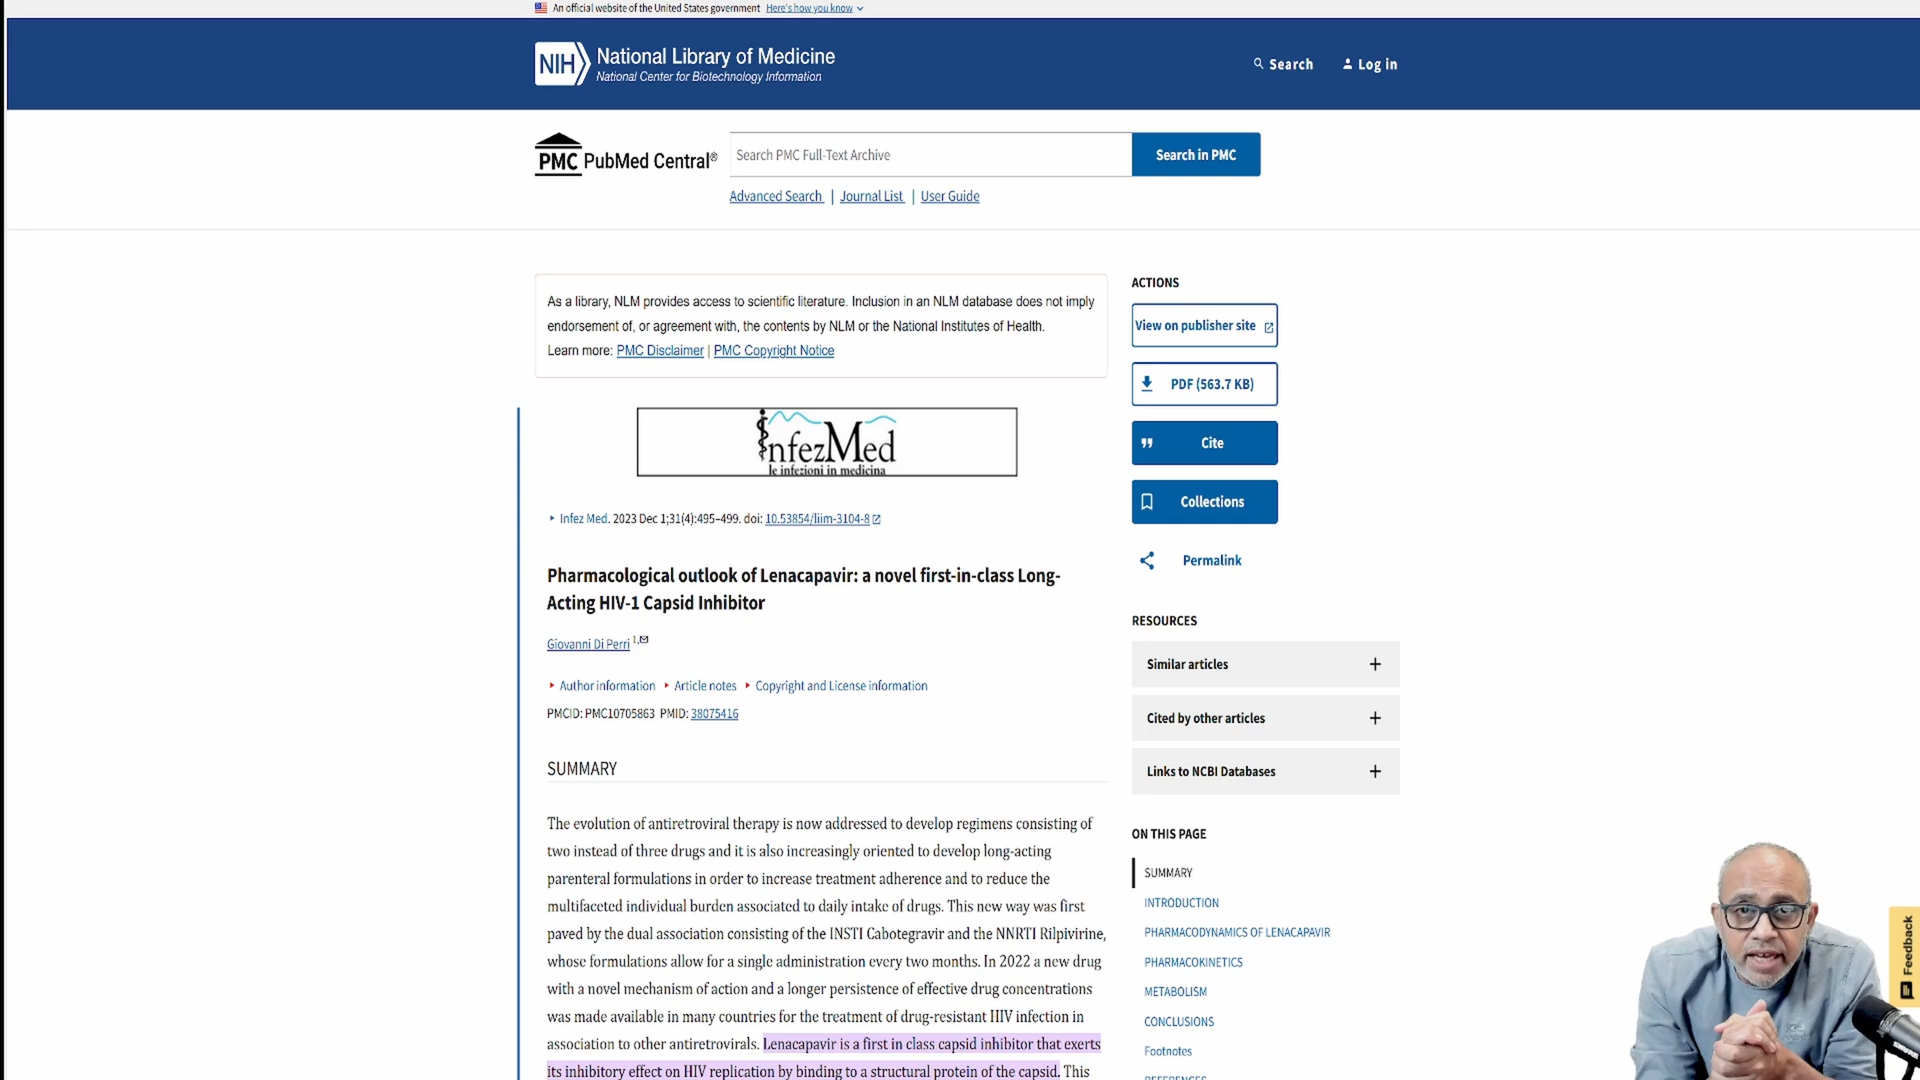 An official website of the United States government Here's how you know
NIH National Library of Medicine
National Center for Biotechnology Information
Search Log in
PMC PubMed Central®
Search PMC Full-Text Archive
Search in PMC
Advanced Search | Journal List | User Guide
As a library, NLM provides access to scientific literature. Inclusion in an NLM database does not imply
endorsement of, or agreement with, the contents by NLM or the National Institutes of Health.
Learn more: PMC Disclaimer | PMC Copyright Notice
InfezMed
le infezioni in medicina
Infez Med. 2023 Dec 1;31(4):495–499. doi: 10.53854/liim-3104-8
Pharmacological outlook of Lenacapavir: a novel first-in-class Long-
Acting HIV-1 Capsid Inhibitor
Giovanni Di Perri 1,
Author information Article notes Copyright and License information
PMCID: PMC10705863 PMID: 38075416
SUMMARY
The evolution of antiretroviral therapy is now addressed to develop regimens consisting of
two instead of three drugs and it is also increasingly oriented to develop long-acting
parenteral formulations in order to increase treatment adherence and to reduce the
multifaceted individual burden associated to daily intake of drugs. This new way was first
paved by the dual association consisting of the INSTI Cabotegravir and the NNRTI Rilpivirine,
whose formulations allow for a single administration every two months. In 2022 a new drug
with a novel mechanism of action and a longer persistence of effective drug concentrations
was made available in many countries for the treatment of drug-resistant HIV infection in
association to other antiretrovirals. Lenacapavir is a first in class capsid inhibitor that exerts
its inhibitory effect on HIV replication by binding to a structural protein of the capsid. This
ACTIONS
View on publisher site
PDF (563.7 KB)
Cite
Collections
Permalink
RESOURCES
Similar articles
Cited by other articles
Links to NCBI Databases
ON THIS PAGE
SUMMARY
INTRODUCTION
PHARMACODYNAMICS OF LENACAPAVIR
PHARMACOKINETICS
METABOLISM
CONCLUSIONS
Footnotes
REFERENCES
Feedback